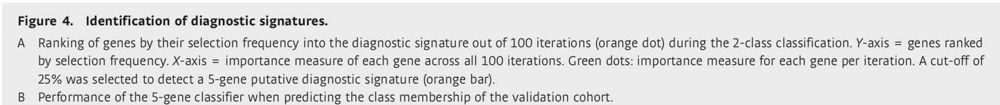 Figure 4. Identification of diagnostic signatures.
A Ranking of genes by their selection frequency into the diagnostic signature out of 100 iterations (orange dot) during the 2-class classification. Y-axis = genes ranked
by selection frequency. X-axis = importance measure of each gene across all 100 iterations. Green dots: importance measure for each gene per iteration. A cut-off of
25% was selected to detect a 5-gene putative diagnostic signature (orange bar).
B Performance of the 5-gene classifier when predicting the class membership of the validation cohort.